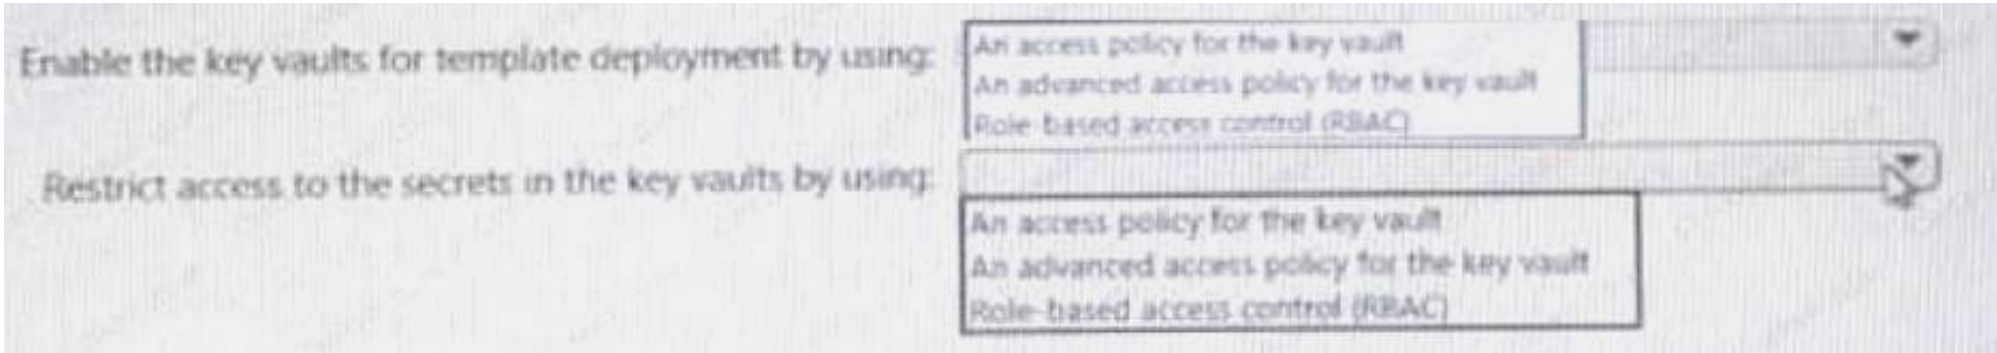 Enable the key vaults for template deployment by using:
An access policy for the key vault
An advanced access policy for the key vault
Role-based access control (RBAC)
Restrict access to the secrets in the key vaults by using:
An access policy for the key vault
An advanced access policy for the key vault
Role-based access control (RBAC)